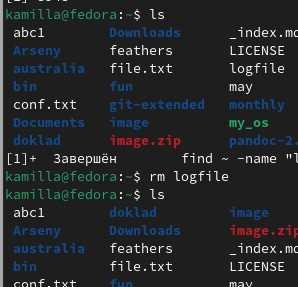 kamilla@fedora:~$ ls
abc1 Downloads _index.md
Arseny feathers LICENSE
australia file.txt logfile
bin fun may
conf.txt git-extended monthly
Documents image my_os
doklad image.zip pandoc-2.
[1]+ Завершён find ~ -name "l
kamilla@fedora:~$ rm logfile
kamilla@fedora:~$ ls
abc1 doklad image
Arseny Downloads image.zip
australia feathers _index.md
bin file.txt LICENSE
conf.txt fun may